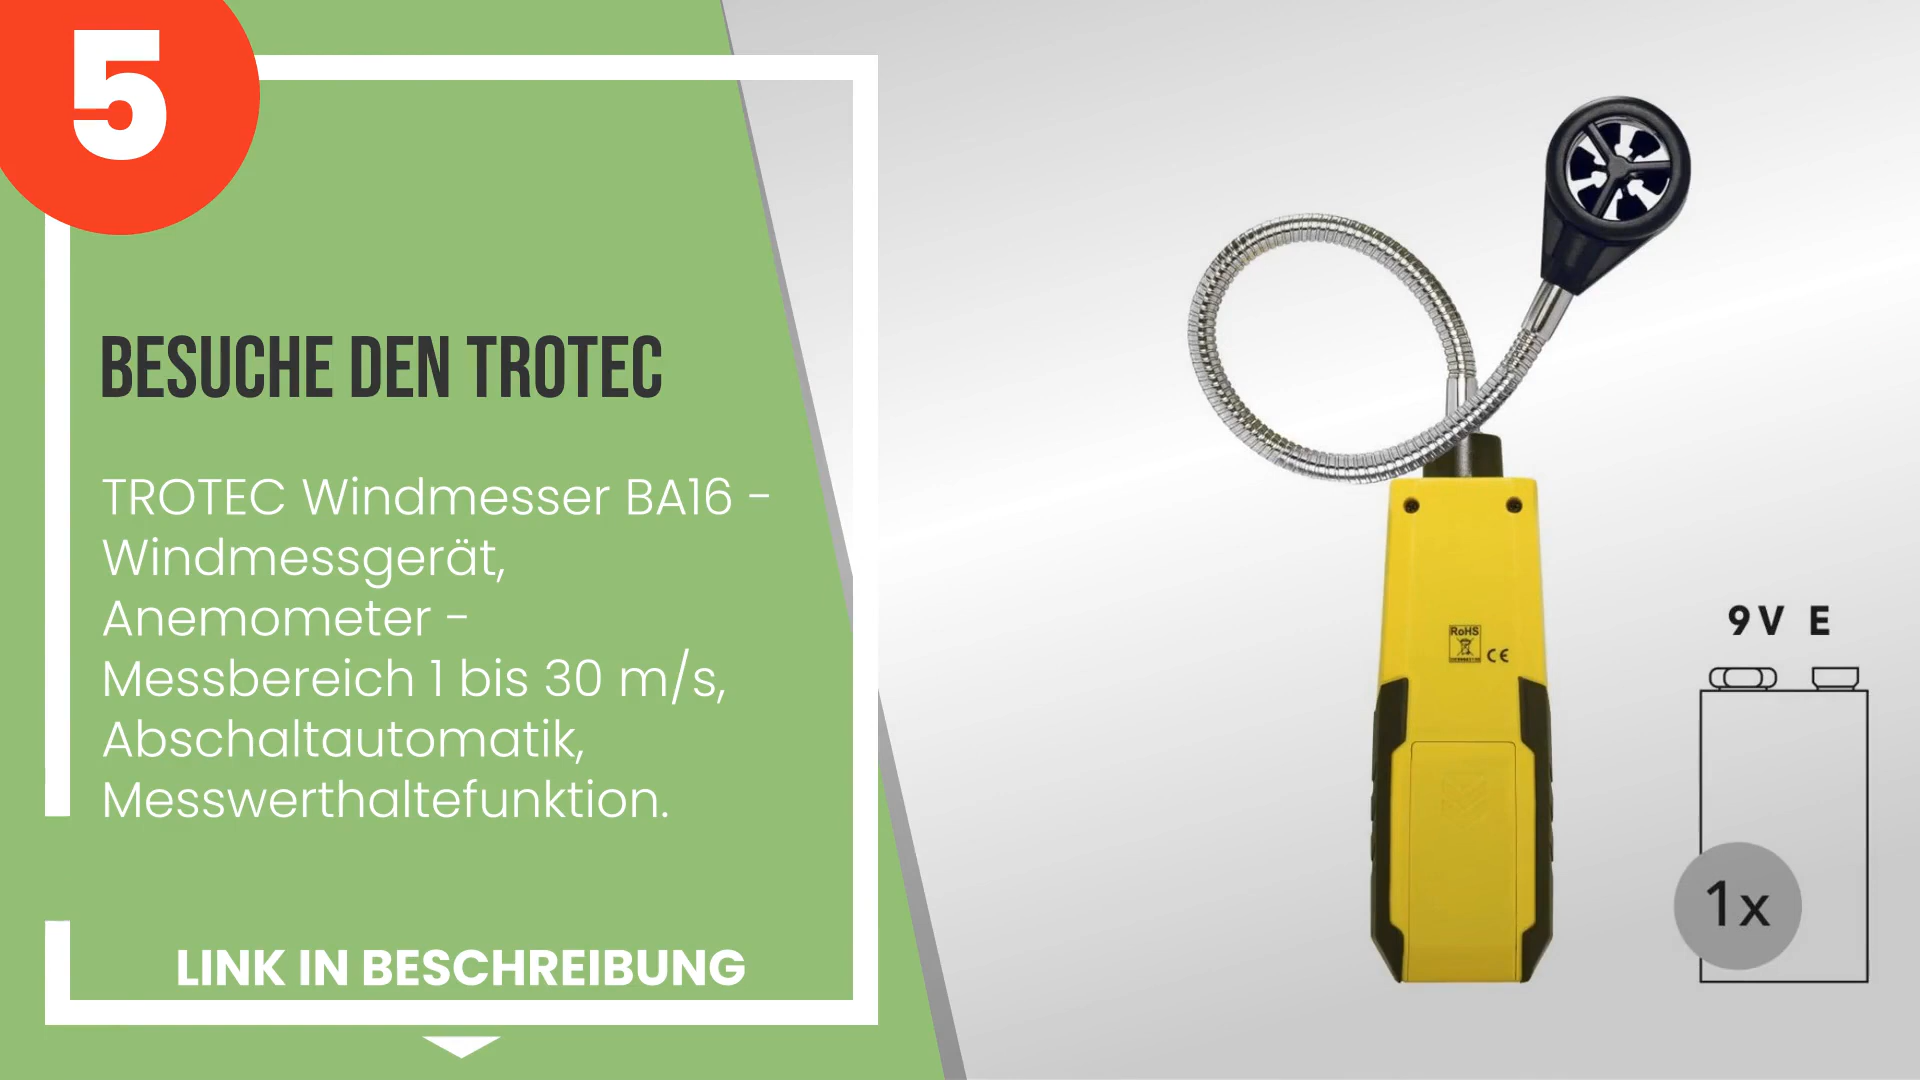 5
BESUCHE DEN TROTEC
TROTEC Windmesser BA16 -
Windmessgerät,
Anemometer -
Messbereich 1 bis 30 m/s,
Abschaltautomatik,
Messwerthaltefunktion.
LINK IN BESCHREIBUNG
RoHS
CE
9V E
1x